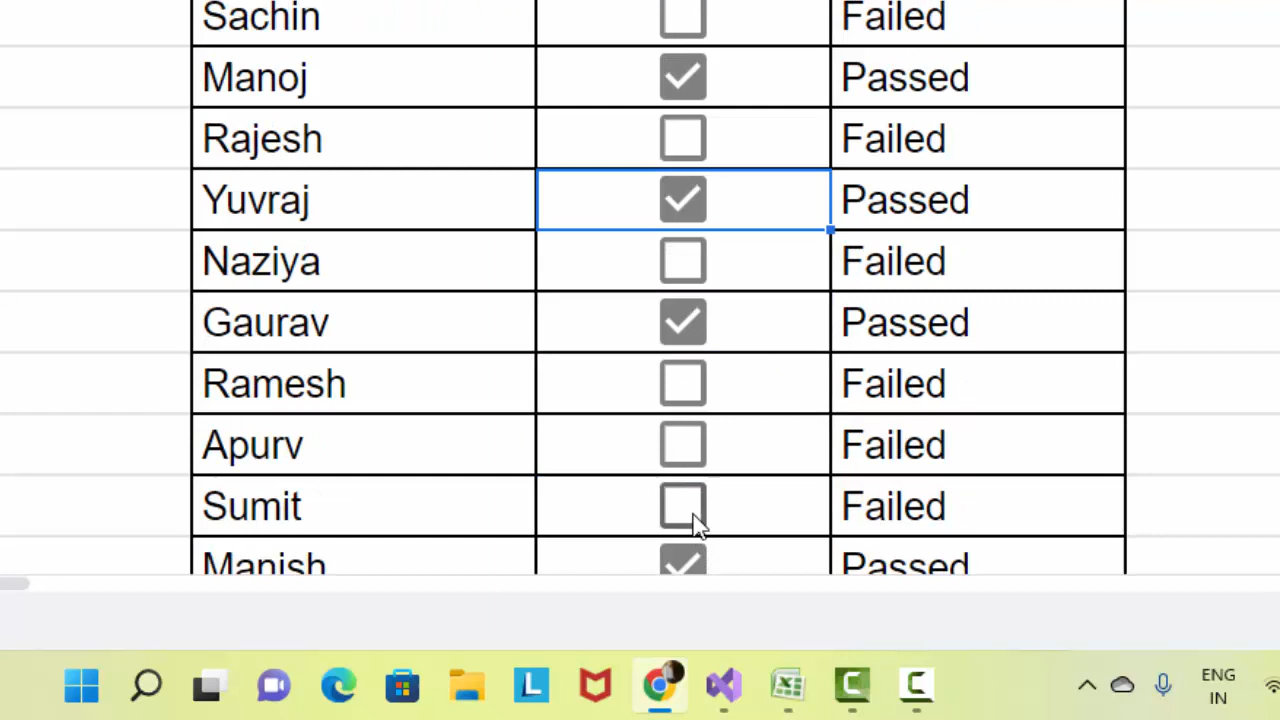 Sachin Failed
Manoj Passed
Rajesh Failed
Yuvraj Passed
Naziya Failed
Gaurav Passed
Ramesh Failed
Apurv Failed
Sumit Failed
Manish Passed
L C C ENG
IN